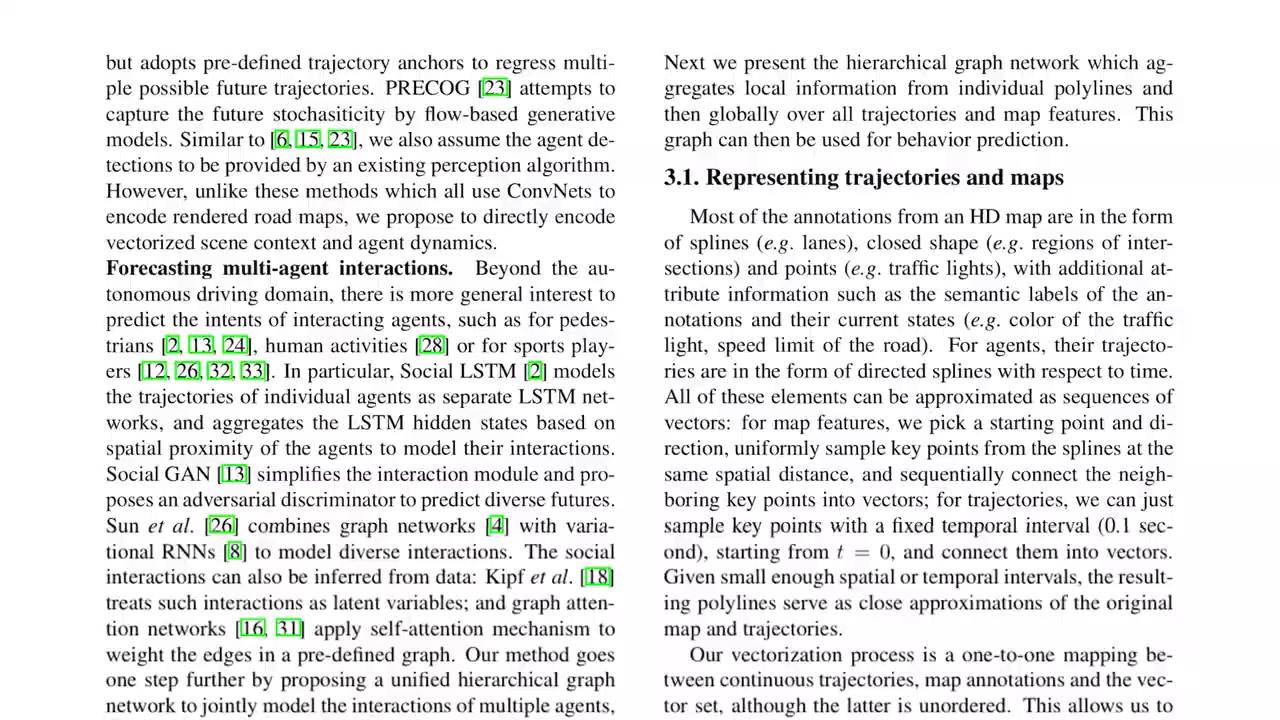 but adopts pre-defined trajectory anchors to regress multi-
ple possible future trajectories. PRECOG [23] attempts to
capture the future stochasiticity by flow-based generative
models. Similar to [6, 15, 23], we also assume the agent de-
tections to be provided by an existing perception algorithm.
However, unlike these methods which all use ConvNets to
encode rendered road maps, we propose to directly encode
vectorized scene context and agent dynamics.
Forecasting multi-agent interactions. Beyond the au-
tonomous driving domain, there is more general interest to
predict the intents of interacting agents, such as for pedes-
trians [2, 13, 24], human activities [28] or for sports play-
ers [12, 26, 32, 33]. In particular, Social LSTM [2] models
the trajectories of individual agents as separate LSTM net-
works, and aggregates the LSTM hidden states based on
spatial proximity of the agents to model their interactions.
Social GAN [13] simplifies the interaction module and pro-
poses an adversarial discriminator to predict diverse futures.
Sun et al. [26] combines graph networks [4] with varia-
tional RNNs [8] to model diverse interactions. The social
interactions can also be inferred from data: Kipf et al. [18]
treats such interactions as latent variables; and graph atten-
tion networks [16, 31] apply self-attention mechanism to
weight the edges in a pre-defined graph. Our method goes
one step further by proposing a unified hierarchical graph
network to jointly model the interactions of multiple agents,
Next we present the hierarchical graph network which ag-
gregates local information from individual polylines and
then globally over all trajectories and map features. This
graph can then be used for behavior prediction.
3.1. Representing trajectories and maps
Most of the annotations from an HD map are in the form
of splines (e.g. lanes), closed shape (e.g. regions of inter-
sections) and points (e.g. traffic lights), with additional at-
tribute information such as the semantic labels of the an-
notations and their current states (e.g. color of the traffic
light, speed limit of the road). For agents, their trajecto-
ries are in the form of directed splines with respect to time.
All of these elements can be approximated as sequences of
vectors: for map features, we pick a starting point and di-
rection, uniformly sample key points from the splines at the
same spatial distance, and sequentially connect the neigh-
boring key points into vectors; for trajectories, we can just
sample key points with a fixed temporal interval (0.1 sec-
ond), starting from t = 0, and connect them into vectors.
Given small enough spatial or temporal intervals, the result-
ing polylines serve as close approximations of the original
map and trajectories.
Our vectorization process is a one-to-one mapping be-
tween continuous trajectories, map annotations and the vec-
tor set, although the latter is unordered. This allows us to